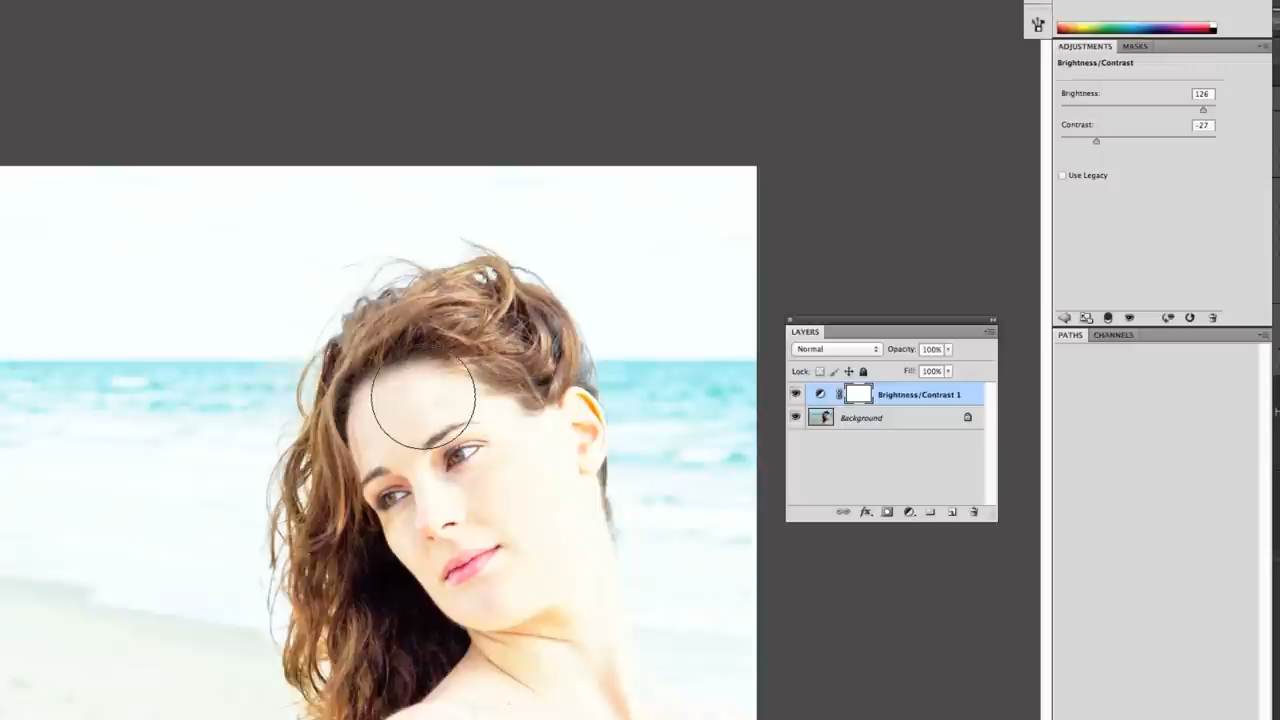 ADJUSTMENTS MASKS
Brightness/Contrast
Brightness: 126
Contrast: -27
Use Legacy
PATHS CHANNELS
LAYERS
Normal Opacity: 100%
Lock: Fill: 100%
Brightness/Contrast 1
Background
fx.